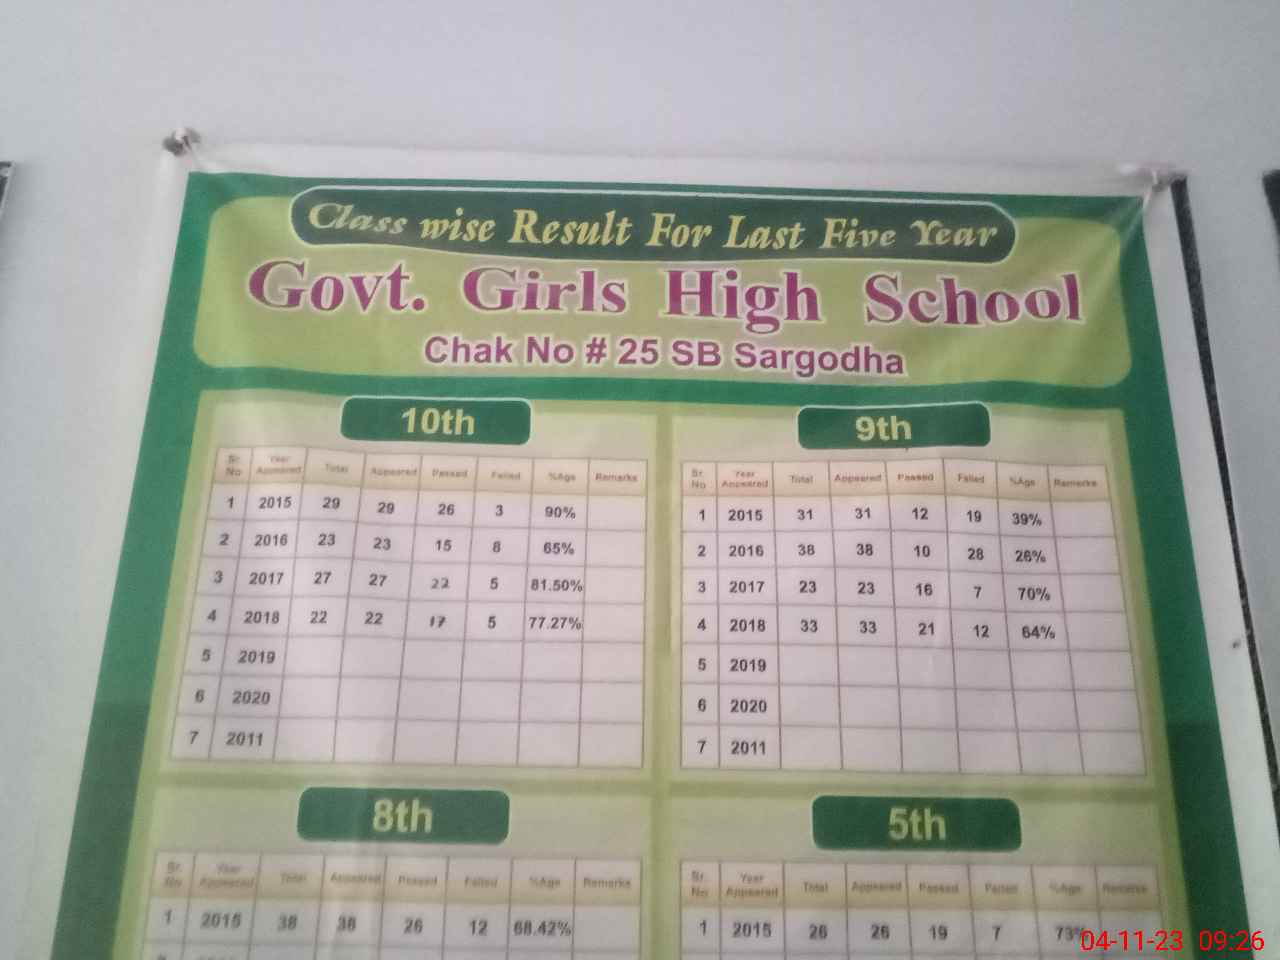 Class wise Result For Last Five Year
Govt. Girls High School
Chak No # 25 SB Sargodha
10th
Sr. No Year Appeared Total Appeared Passed Failed %Age Remarks
1 2015 29 29 26 3 90%
2 2016 23 23 15 8 65%
3 2017 27 27 22 5 81.50%
4 2018 22 22 17 5 77.27%
5 2019
6 2020
7 2011
9th
Sr. No Year Appeared Total Appeared Passed Failed %Age Remarks
1 2015 31 31 12 19 39%
2 2016 38 38 10 28 26%
3 2017 23 23 16 7 70%
4 2018 33 33 21 12 64%
5 2019
6 2020
7 2011
8th
Sr. No Year Appeared Total Appeared Passed Failed %Age Remarks
1 2015 38 38 26 12 68.42%
5th
Sr. No Year Appeared Total Appeared Passed Failed %Age Remarks
1 2015 26 26 19 7 73%
04-11-23 09:26